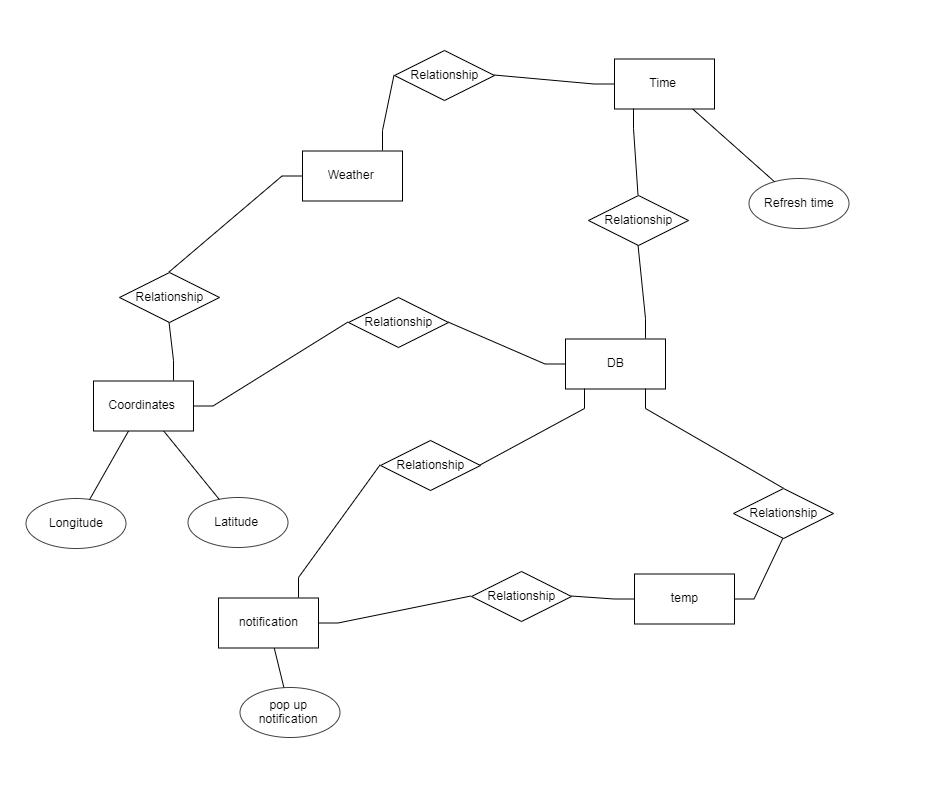 Relationship
Time
Weather
Refresh time
Relationship
Relationship
Relationship
DB
Coordinates
Relationship
Longitude
Latitude
Relationship
Relationship
temp
notification
pop up
notification